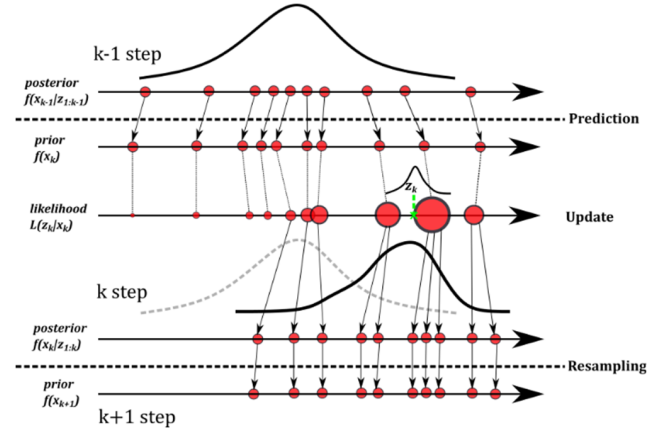 k-1 step
posterior
f(xk-1|z1:k-1)
Prediction
prior
f(xk)
zk
likelihood
L(zk|xk)
Update
k step
posterior
f(xk|z1:k)
Resampling
prior
f(xk+1)
k+1 step